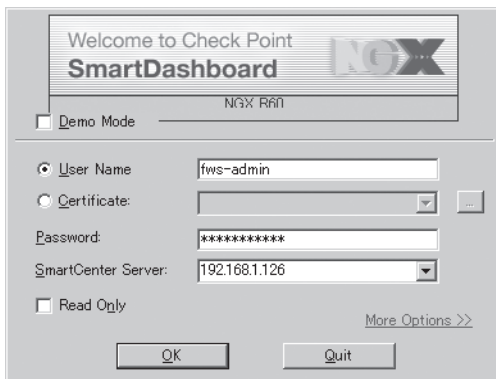 Welcome to Check Point
SmartDashboard
NGX
NGX R60
Demo Mode
User Name
fws-admin
Certificate:
...
Password:
***********
SmartCenter Server:
192.168.1.126
Read Only
More Options >>
OK
Quit